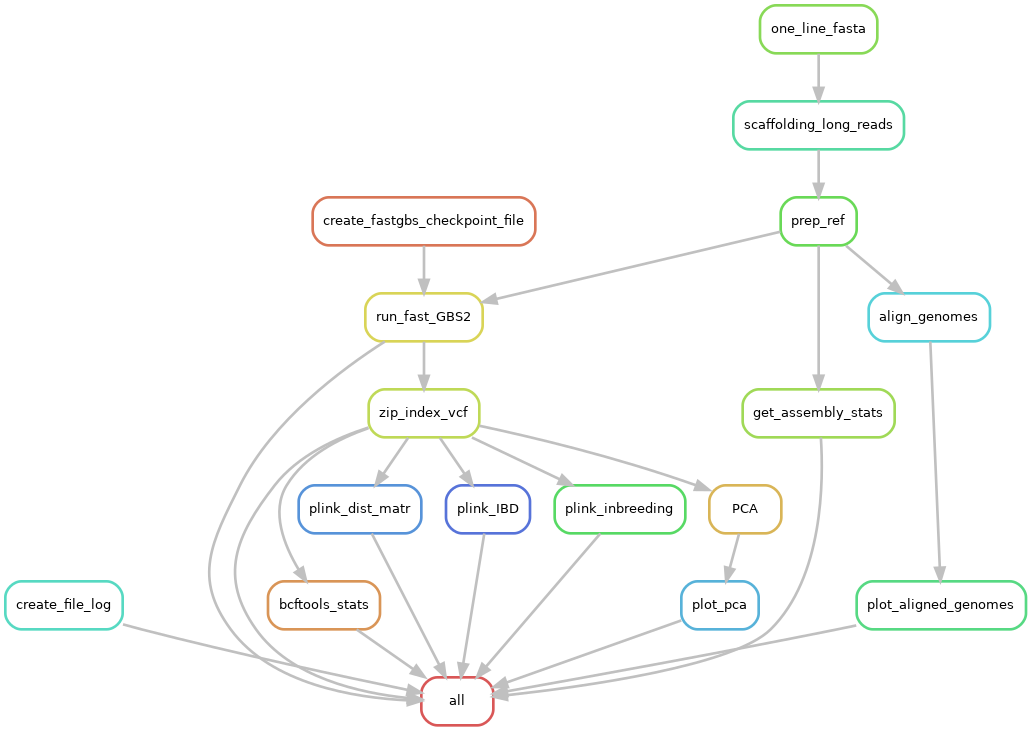 one_line_fasta
scaffolding_long_reads
create_fastgbs_checkpoint_file
prep_ref
run_fast_GBS2
align_genomes
zip_index_vcf
get_assembly_stats
plink_dist_matr
plink_IBD
plink_inbreeding
PCA
create_file_log
bcftools_stats
plot_pca
plot_aligned_genomes
all